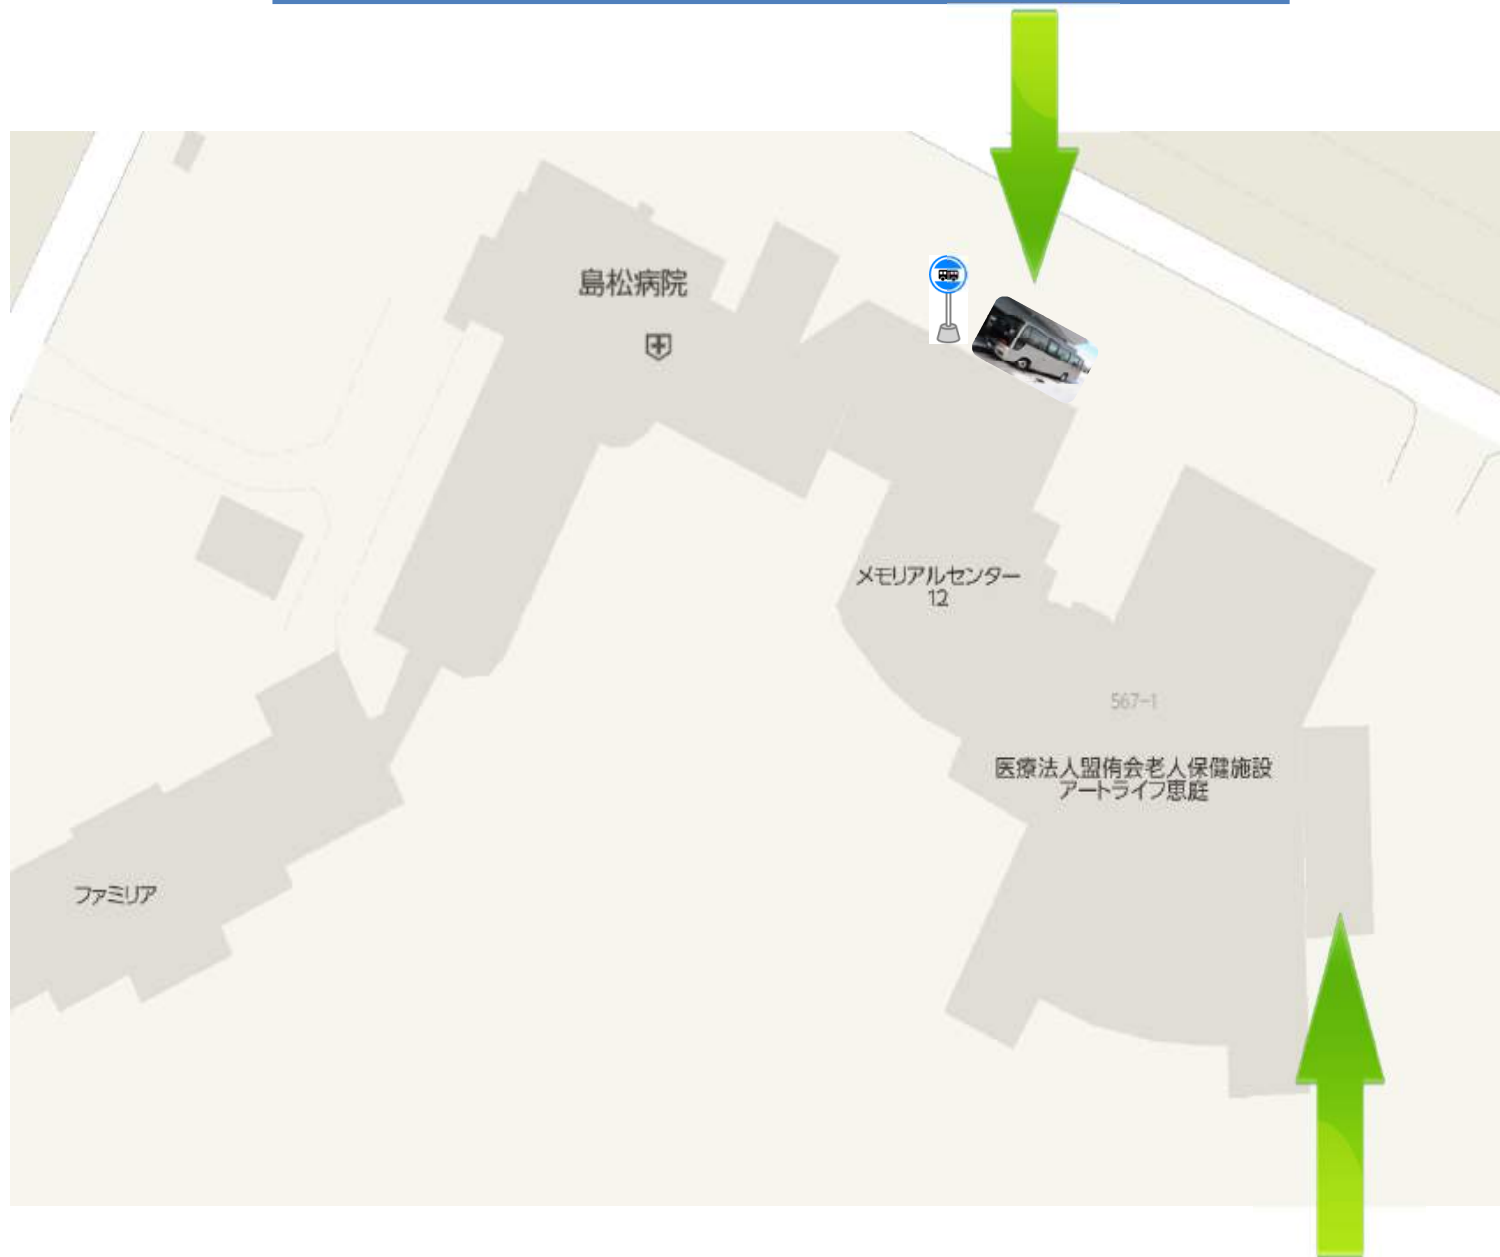 島松病院
メモリアルセンター
12
567-1
医療法人盟侑会老人保健施設
アートライフ恵庭
ファミリア